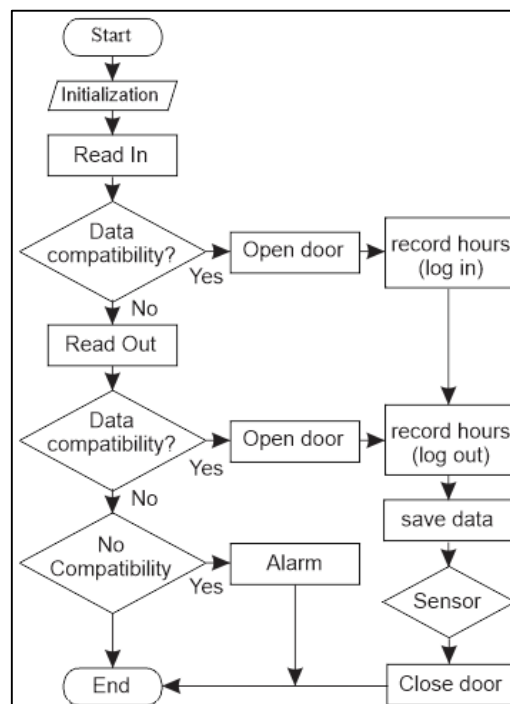 Start
Initialization
Read In
Data
compatibility?
Yes
Open door
record hours
(log in)
No
Read Out
Data
compatibility?
Yes
Open door
record hours
(log out)
No
save data
No
Compatibility
Yes
Alarm
Sensor
End
Close door